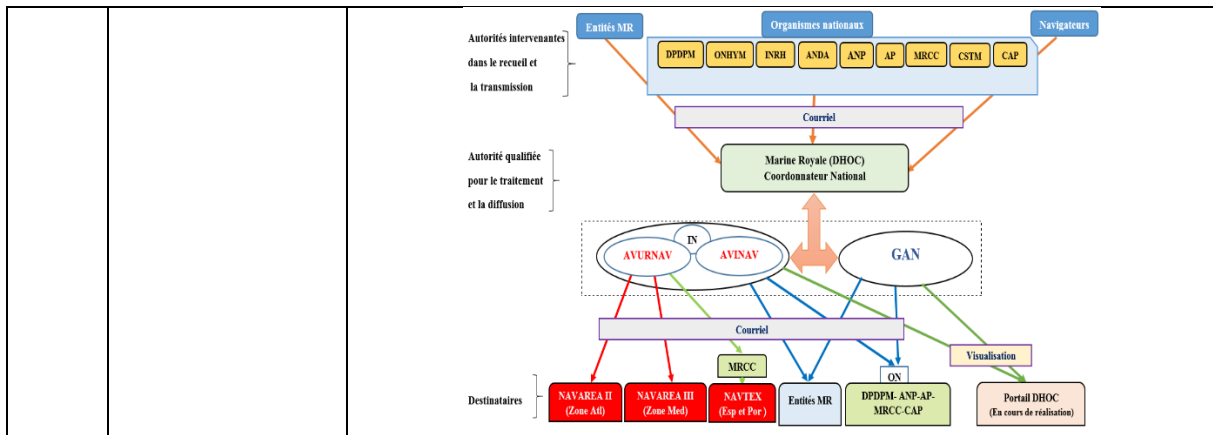 Entités MR
Organismes nationaux
Navigateurs
Autorités intervenantes
dans le recueil et
la transmission
DPDPM
ONHYM
INRH
ANDA
ANP
AP
MRCC
CSTM
CAP
Courriel
Autorité qualifiée
pour le traitement
et la diffusion
Marine Royale (DHOC)
Coordonnateur National
IN
AVURNAV
AVINAV
GAN
Courriel
Visualisation
MRCC
ON
Destinataires
NAVAREA II
(Zone Atl)
NAVAREA III
(Zone Med)
NAVTEX
(Esp et Por )
Entités MR
DPDPM- ANP-AP-
MRCC-CAP
Portail DHOC
(En cours de réalisation)